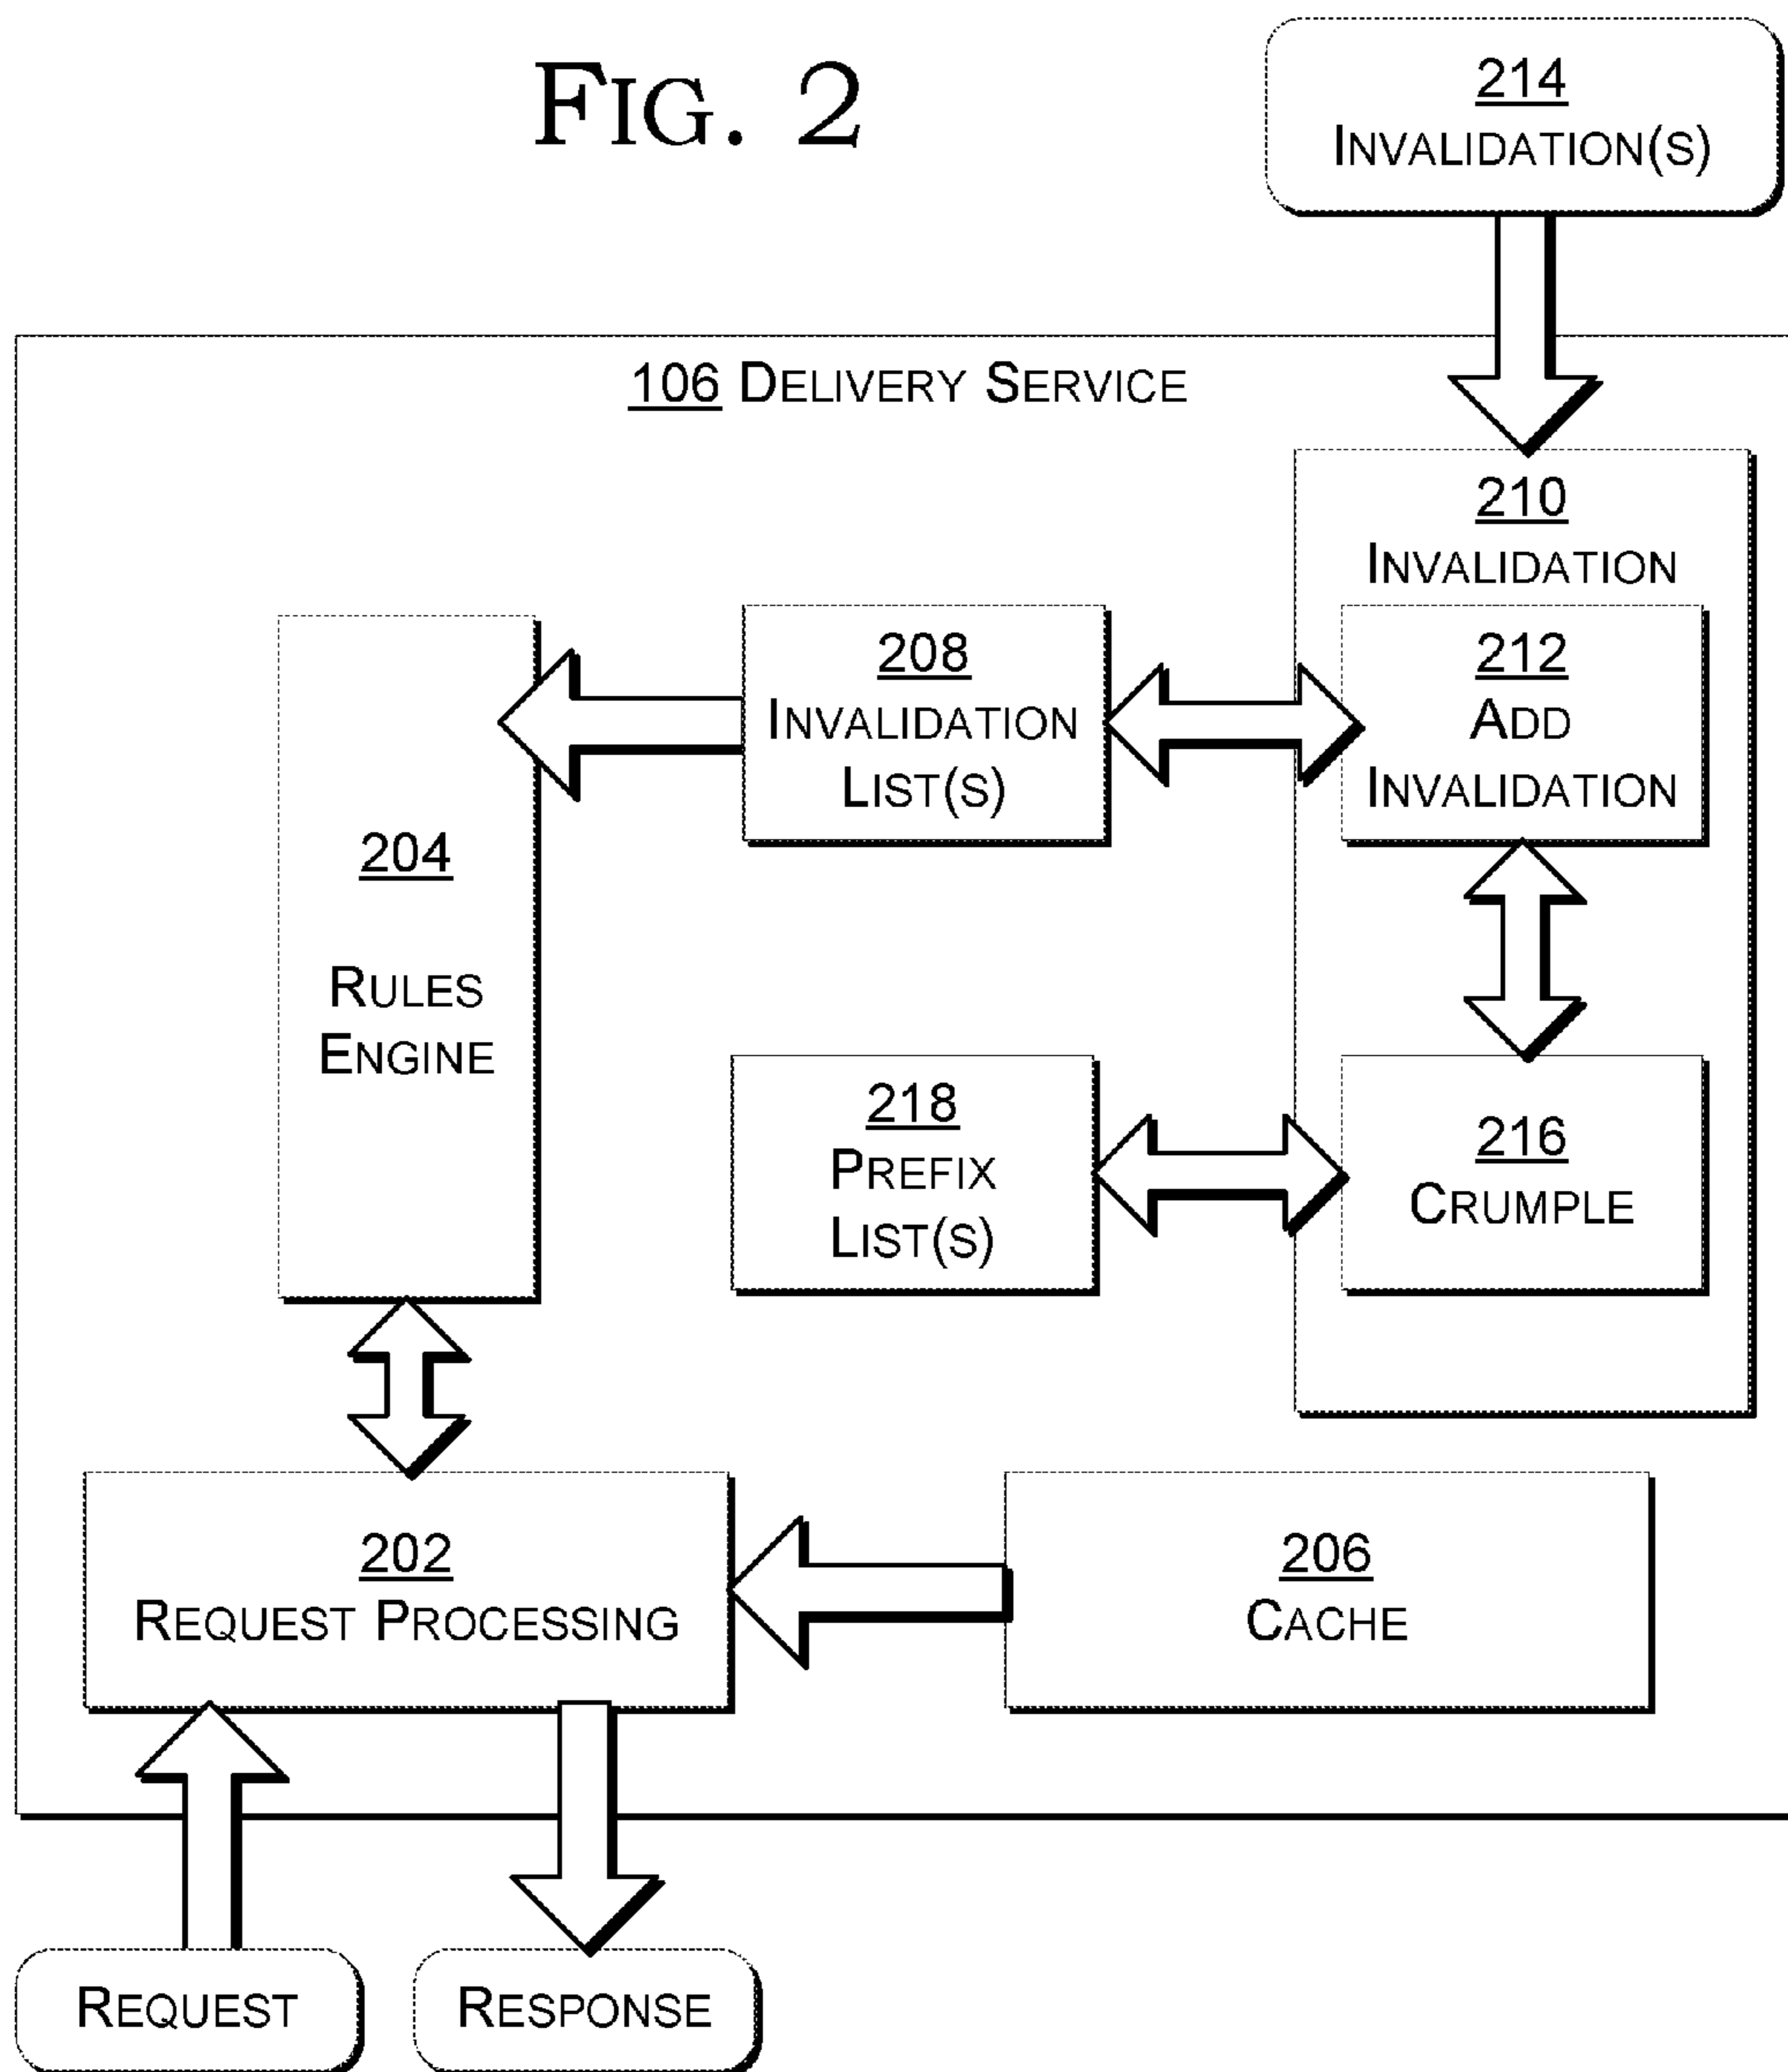 FIG. 2
214
INVALIDATION(S)
106 DELIVERY SERVICE
210
INVALIDATION
208
INVALIDATION
LIST(S)
212
ADD
INVALIDATION
204
RULES
ENGINE
218
PREFIX
LIST(S)
216
CRUMPLE
202
REQUEST PROCESSING
206
CACHE
REQUEST
RESPONSE